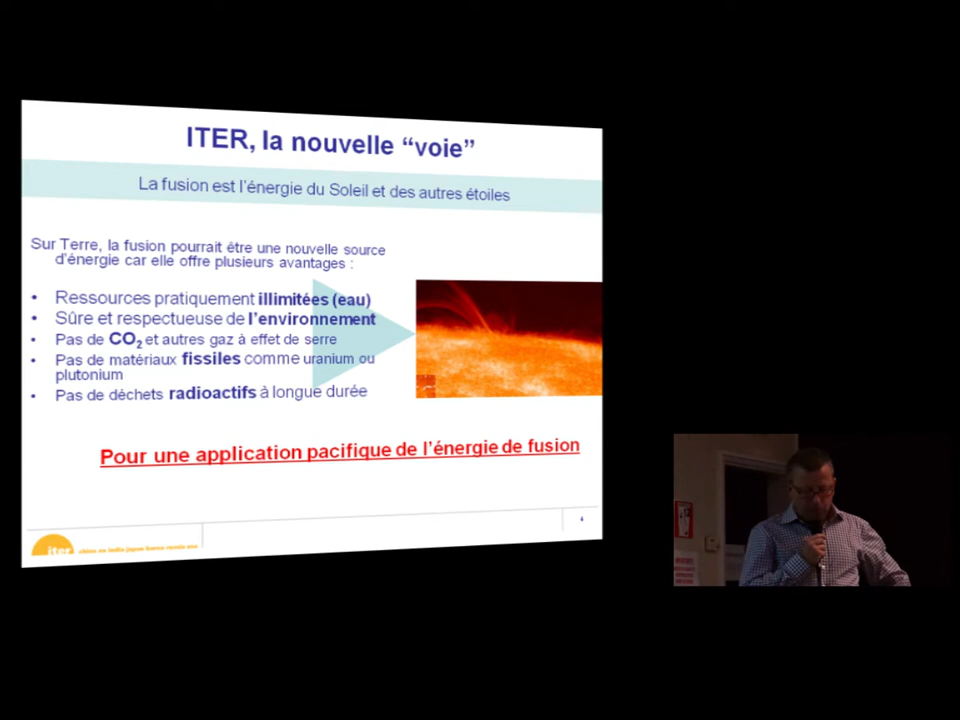 ITER, la nouvelle “voie”
La fusion est l’énergie du Soleil et des autres étoiles
Sur Terre, la fusion pourrait être une nouvelle source
d’énergie car elle offre plusieurs avantages :
• Ressources pratiquement illimitées (eau)
• Sûre et respectueuse de l’environnement
• Pas de CO₂ et autres gaz à effet de serre
• Pas de matériaux fissiles comme uranium ou
plutonium
• Pas de déchets radioactifs à longue durée
Pour une application pacifique de l’énergie de fusion
iter